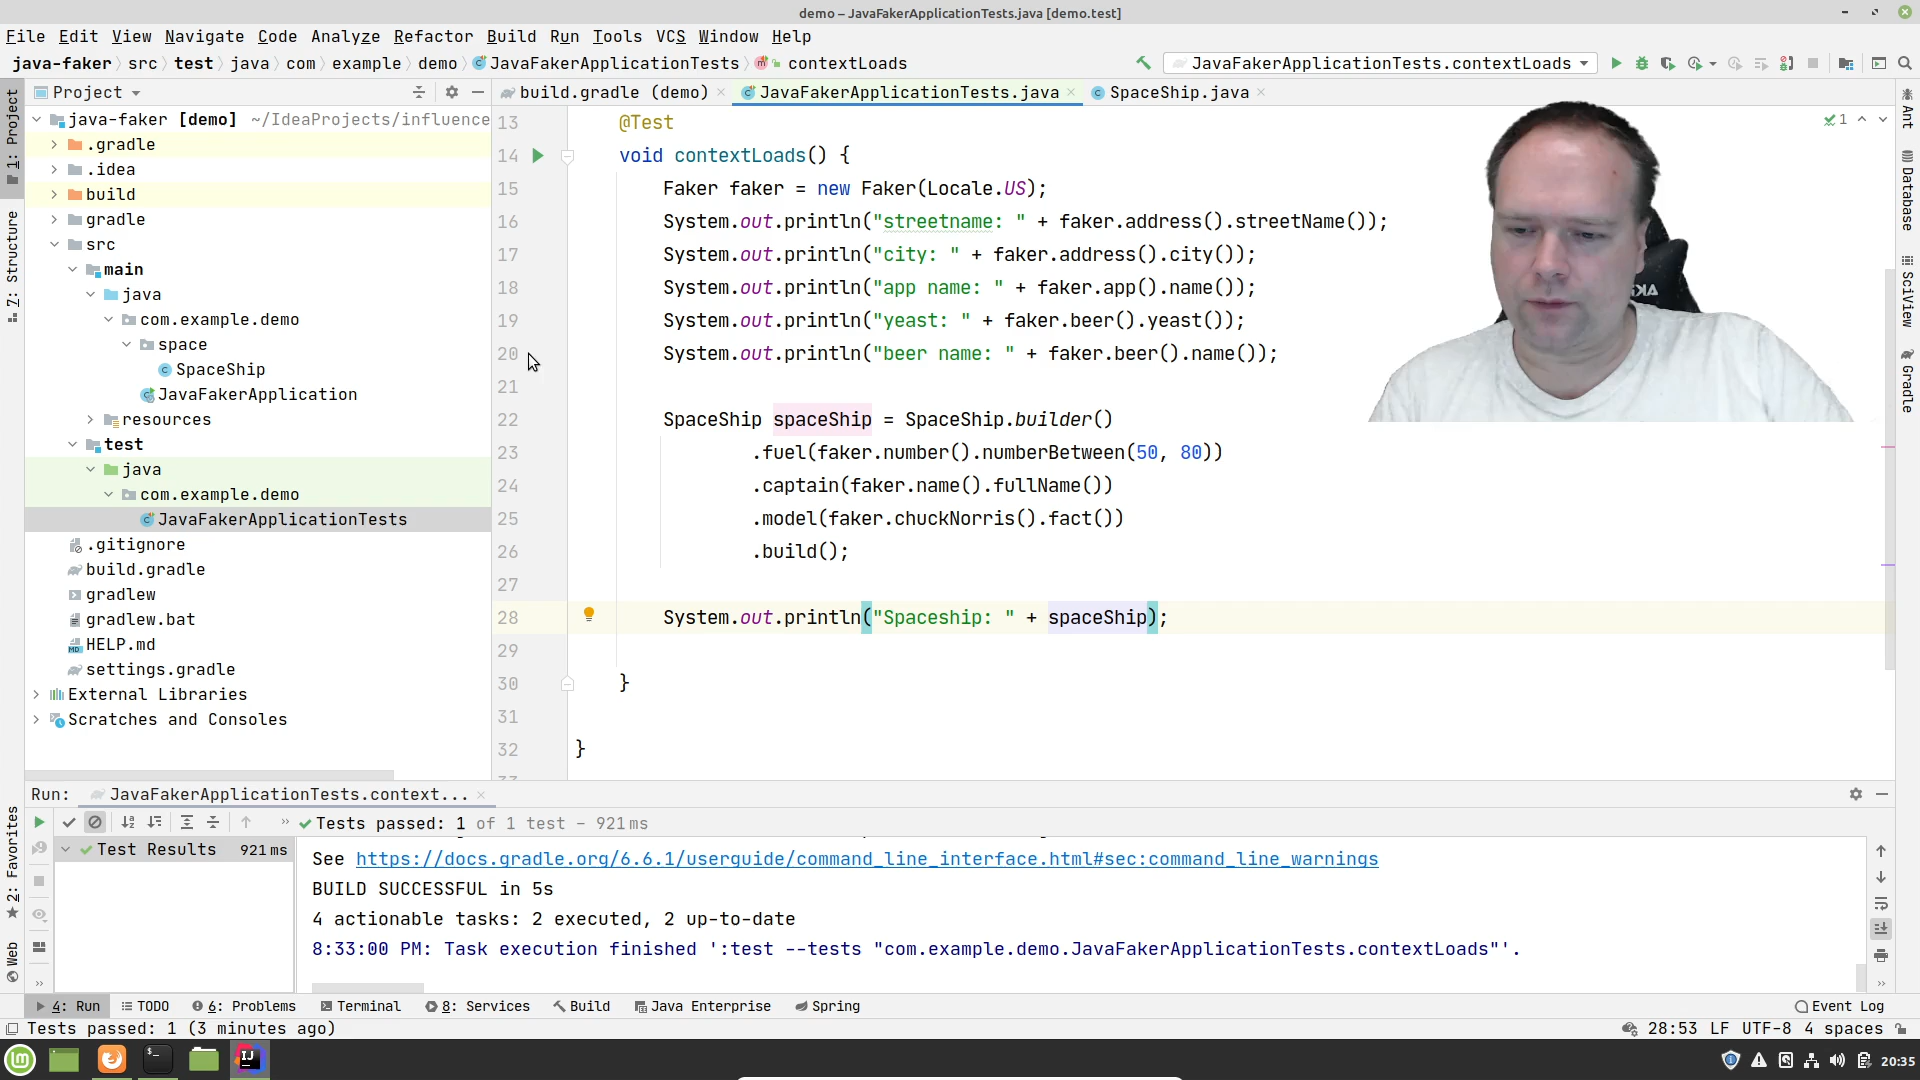 demo – JavaFakerApplicationTests.java [demo.test]
File Edit View Navigate Code Analyze Refactor Build Run Tools VCS Window Help
java-faker src test java com example demo JavaFakerApplicationTests contextLoads
JavaFakerApplicationTests.contextLoads
Project
build.gradle (demo)
JavaFakerApplicationTests.java
SpaceShip.java
1: Project
7: Structure
2: Favorites
Web
java-faker [demo] ~/IdeaProjects/influence
.gradle
.idea
build
gradle
src
main
java
com.example.demo
space
SpaceShip
JavaFakerApplication
resources
test
java
com.example.demo
JavaFakerApplicationTests
.gitignore
build.gradle
gradlew
gradlew.bat
HELP.md
settings.gradle
External Libraries
Scratches and Consoles
13 @Test
14 void contextLoads() {
15 Faker faker = new Faker(Locale.US);
16 System.out.println("streetname: " + faker.address().streetName());
17 System.out.println("city: " + faker.address().city());
18 System.out.println("app name: " + faker.app().name());
19 System.out.println("yeast: " + faker.beer().yeast());
20 System.out.println("beer name: " + faker.beer().name());
21
22 SpaceShip spaceShip = SpaceShip.builder()
23 .fuel(faker.number().numberBetween(50, 80))
24 .captain(faker.name().fullName())
25 .model(faker.chuckNorris().fact())
26 .build();
27
28 System.out.println("Spaceship: " + spaceShip);
29
30 }
31
32 }
1
Ant
Database
SciView
Gradle
Run: JavaFakerApplicationTests.context...
Tests passed: 1 of 1 test – 921 ms
Test Results 921 ms
See https://docs.gradle.org/6.6.1/userguide/command_line_interface.html#sec:command_line_warnings
BUILD SUCCESSFUL in 5s
4 actionable tasks: 2 executed, 2 up-to-date
8:33:00 PM: Task execution finished ':test --tests "com.example.demo.JavaFakerApplicationTests.contextLoads"'.
4: Run TODO 6: Problems Terminal 8: Services Build Java Enterprise Spring Event Log
Tests passed: 1 (3 minutes ago) 28:53 LF UTF-8 4 spaces
20:35